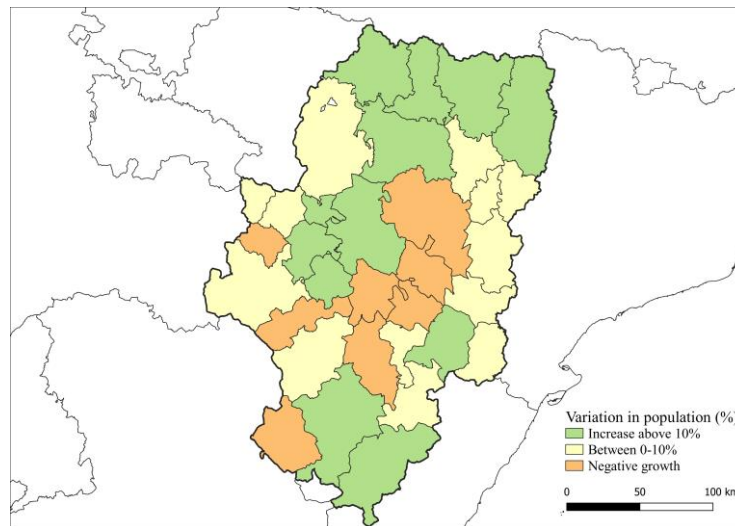 Variation in population (%)
Increase above 10%
Between 0-10%
Negative growth
0 50 100 km